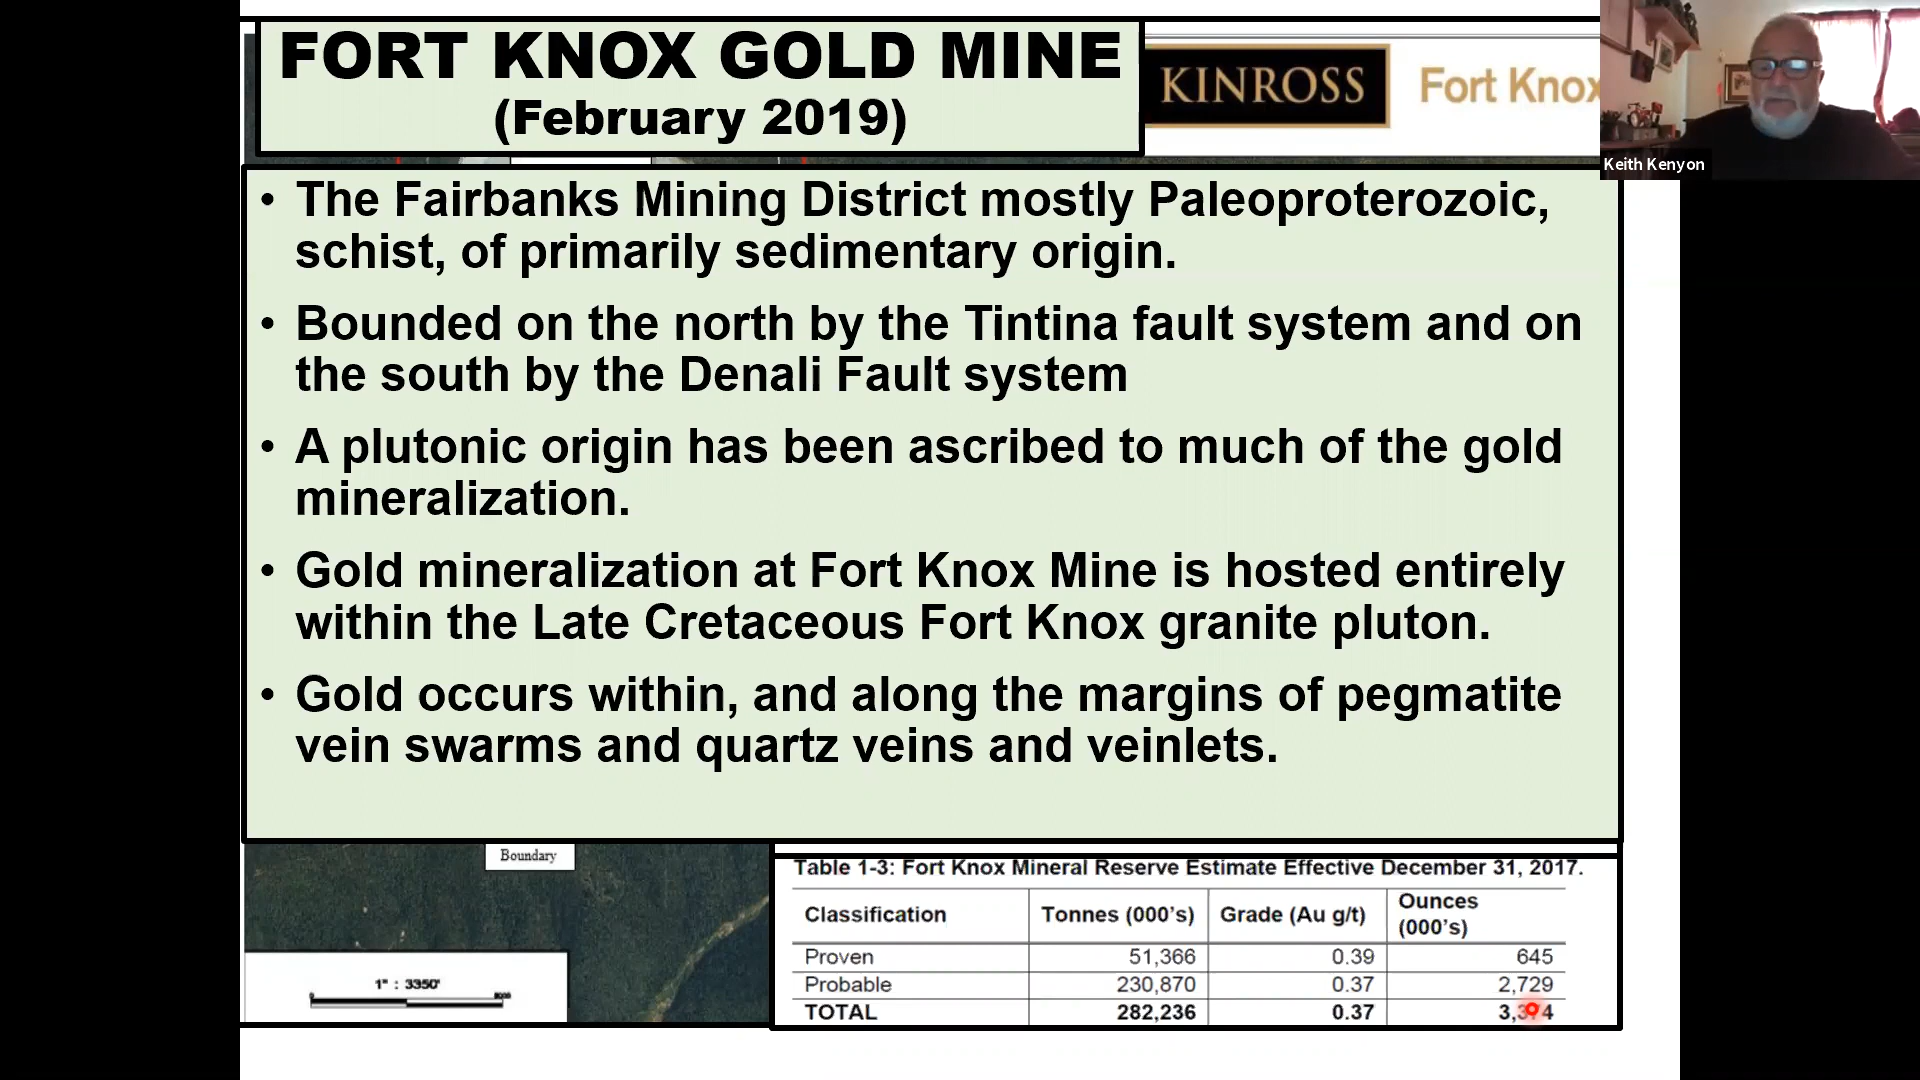 FORT KNOX GOLD MINE
(February 2019)
KINROSS
Fort Knox
Keith Kenyon
• The Fairbanks Mining District mostly Paleoproterozoic,
schist, of primarily sedimentary origin.
• Bounded on the north by the Tintina fault system and on
the south by the Denali Fault system
• A plutonic origin has been ascribed to much of the gold
mineralization.
• Gold mineralization at Fort Knox Mine is hosted entirely
within the Late Cretaceous Fort Knox granite pluton.
• Gold occurs within, and along the margins of pegmatite
vein swarms and quartz veins and veinlets.
Boundary
1" : 3350'
0
Table 1-3: Fort Knox Mineral Reserve Estimate Effective December 31, 2017.
Classification Tonnes (000's) Grade (Au g/t) Ounces
(000's)
Proven 51,366 0.39 645
Probable 230,870 0.37 2,729
TOTAL 282,236 0.37 3,374